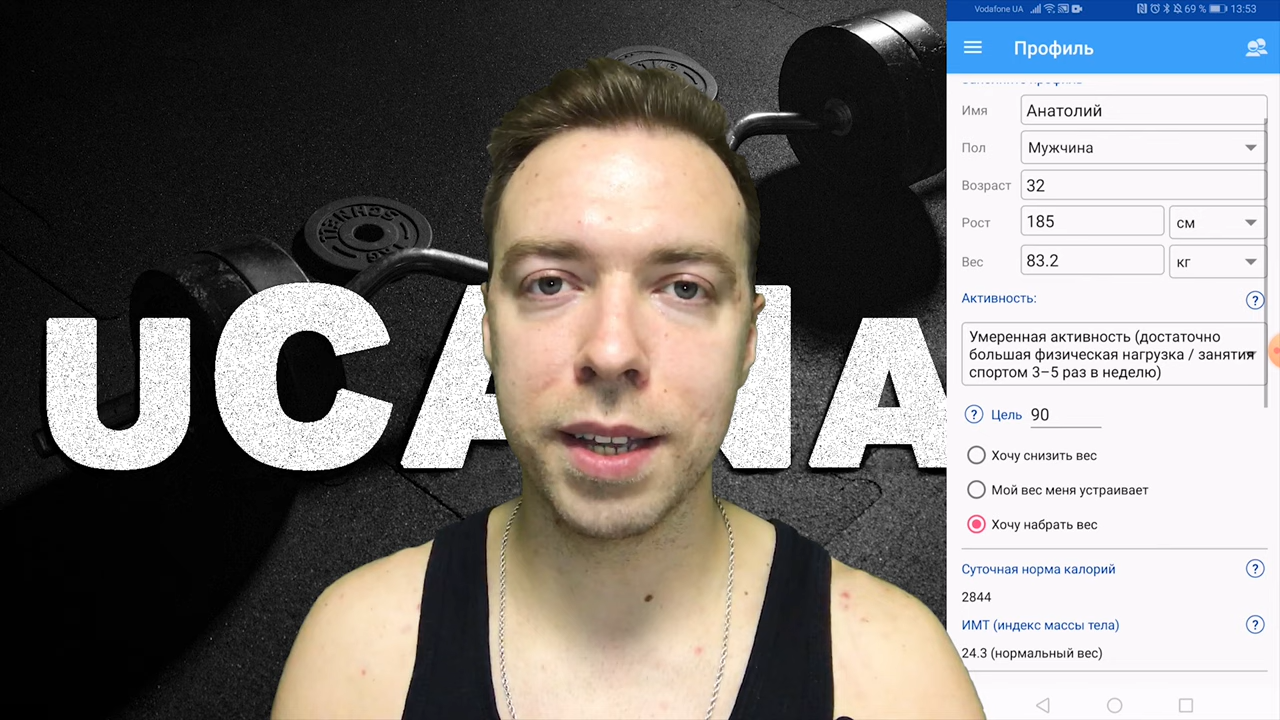 uCA
A
Vodafone UA 69 % 13:53
Профиль
Имя Анатолий
Пол Мужчина
Возраст 32
Рост 185 см
Вес 83.2 кг
Активность: ?
Умеренная активность (достаточно
большая физическая нагрузка / занятия
спортом 3–5 раз в неделю)
? Цель 90
Хочу снизить вес
Мой вес меня устраивает
Хочу набрать вес
Суточная норма калорий ?
2844
ИМТ (индекс массы тела) ?
24.3 (нормальный вес)